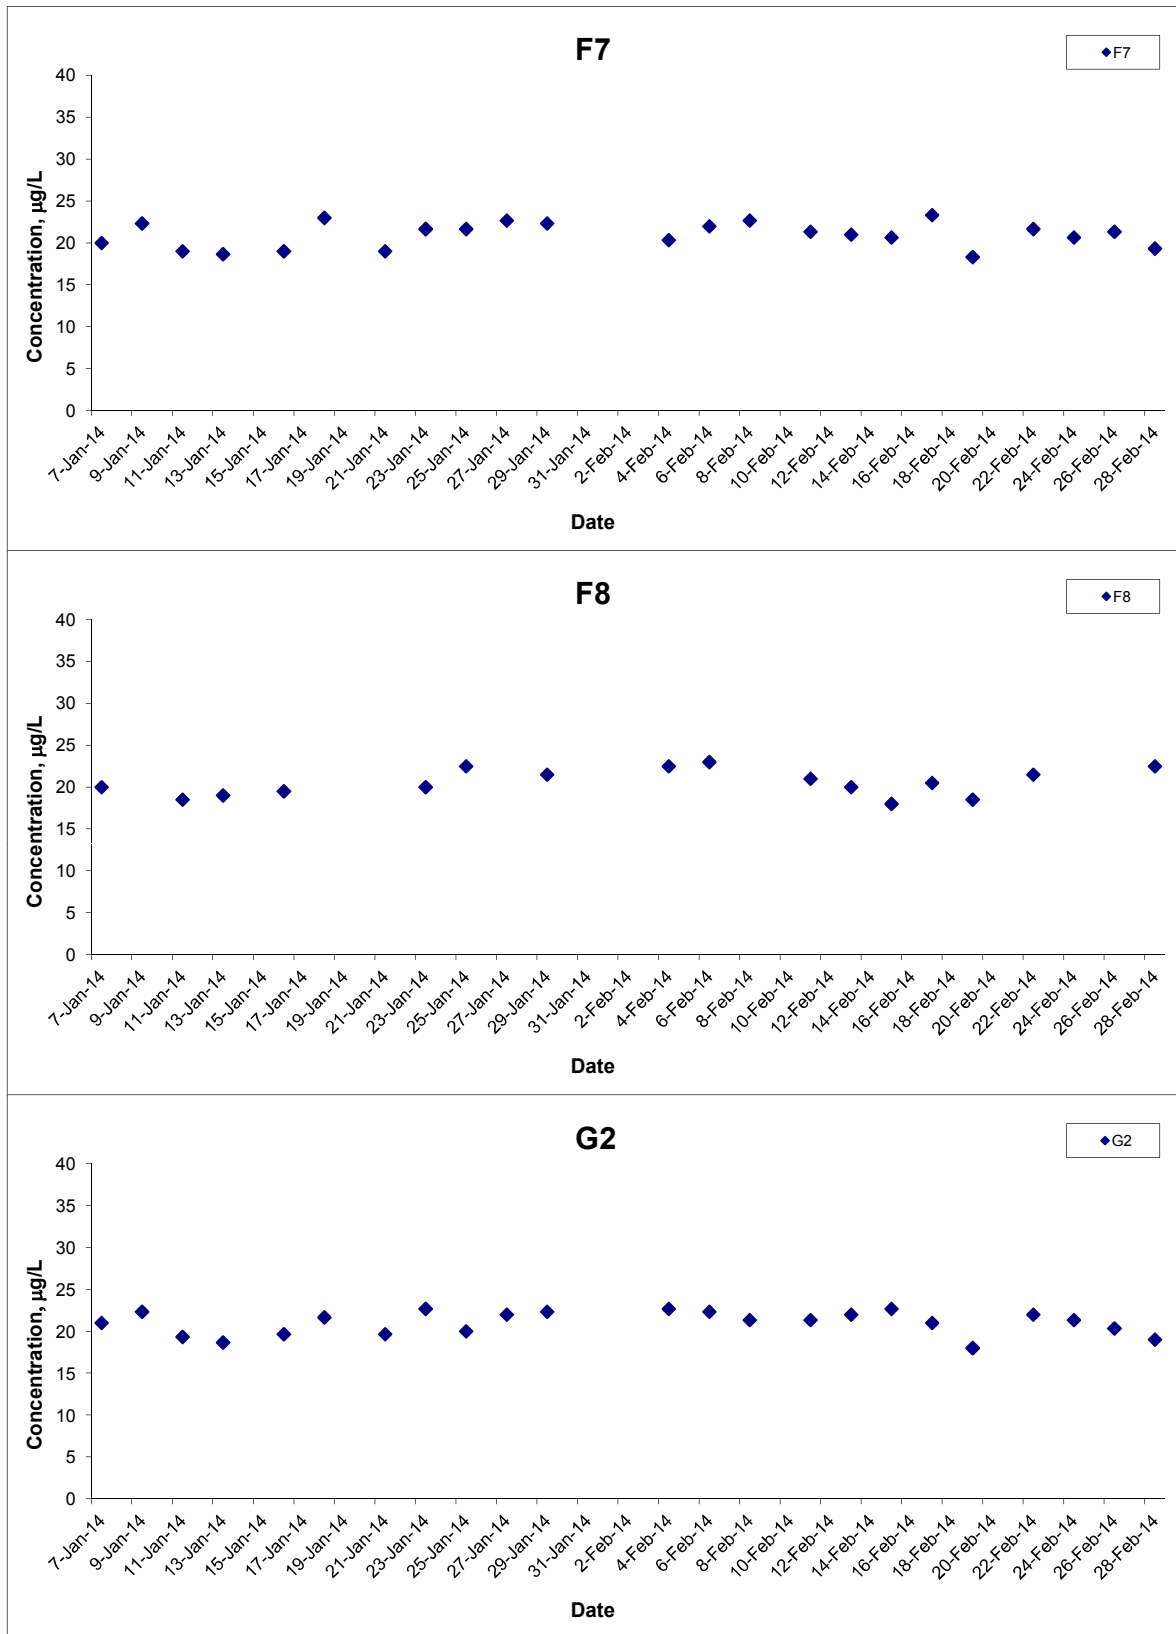 F7
F7
Concentration, µg/L
40
35
30
25
20
15
10
5
0
7-Jan-14
9-Jan-14
11-Jan-14
13-Jan-14
15-Jan-14
17-Jan-14
19-Jan-14
21-Jan-14
23-Jan-14
25-Jan-14
27-Jan-14
29-Jan-14
31-Jan-14
2-Feb-14
4-Feb-14
6-Feb-14
8-Feb-14
10-Feb-14
12-Feb-14
14-Feb-14
16-Feb-14
18-Feb-14
20-Feb-14
22-Feb-14
24-Feb-14
26-Feb-14
28-Feb-14
Date
F8
F8
Concentration, µg/L
40
35
30
25
20
15
10
5
0
7-Jan-14
9-Jan-14
11-Jan-14
13-Jan-14
15-Jan-14
17-Jan-14
19-Jan-14
21-Jan-14
23-Jan-14
25-Jan-14
27-Jan-14
29-Jan-14
31-Jan-14
2-Feb-14
4-Feb-14
6-Feb-14
8-Feb-14
10-Feb-14
12-Feb-14
14-Feb-14
16-Feb-14
18-Feb-14
20-Feb-14
22-Feb-14
24-Feb-14
26-Feb-14
28-Feb-14
Date
G2
G2
Concentration, µg/L
40
35
30
25
20
15
10
5
0
7-Jan-14
9-Jan-14
11-Jan-14
13-Jan-14
15-Jan-14
17-Jan-14
19-Jan-14
21-Jan-14
23-Jan-14
25-Jan-14
27-Jan-14
29-Jan-14
31-Jan-14
2-Feb-14
4-Feb-14
6-Feb-14
8-Feb-14
10-Feb-14
12-Feb-14
14-Feb-14
16-Feb-14
18-Feb-14
20-Feb-14
22-Feb-14
24-Feb-14
26-Feb-14
28-Feb-14
Date